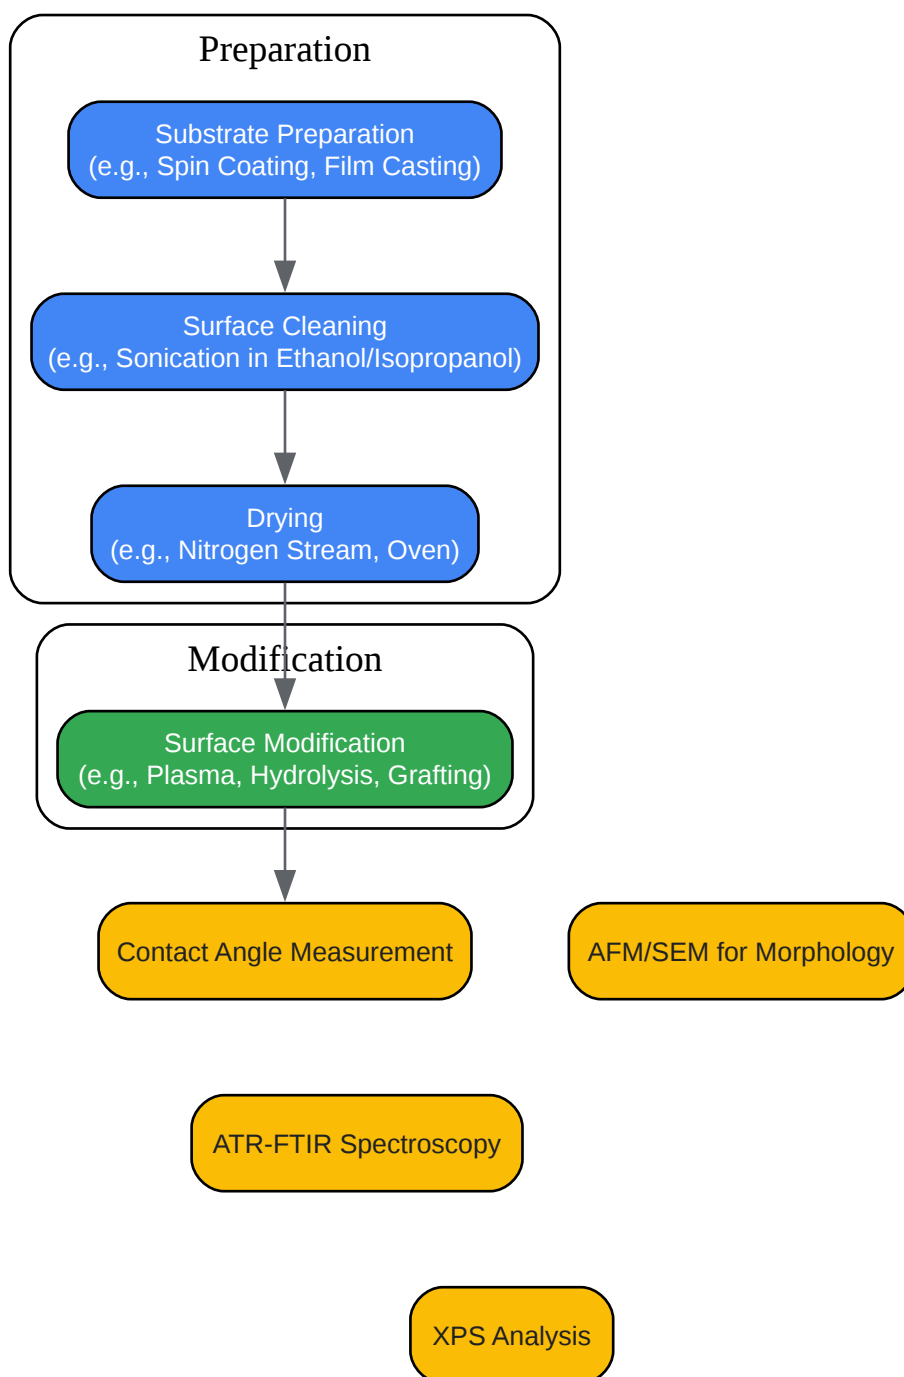 Preparation
Substrate Preparation
(e.g., Spin Coating, Film Casting)
Surface Cleaning
(e.g., Sonication in Ethanol/Isopropanol)
Drying
(e.g., Nitrogen Stream, Oven)
Modification
Surface Modification
(e.g., Plasma, Hydrolysis, Grafting)
Contact Angle Measurement
AFM/SEM for Morphology
ATR-FTIR Spectroscopy
XPS Analysis